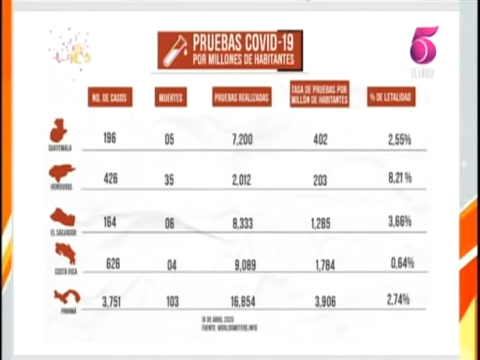 PRUEBAS COVID-19
POR MILLONES DE HABITANTES
5
NO. DE CASOS MUERTES PRUEBAS REALIZADAS TASA DE PRUEBAS POR MILLÓN DE HABITANTES % DE LETALIDAD
GUATEMALA 196 05 7,200 402 2,55%
HONDURAS 426 35 2,012 203 8,21 %
EL SALVADOR 164 06 8,333 1,285 3,66%
COSTA RICA 626 04 9,089 1,784 0,64%
PANAMÁ 3,751 103 16,854 3,906 2,74%
16 DE ABRIL 2020
FUENTE: WORLDOMETERS.INFO